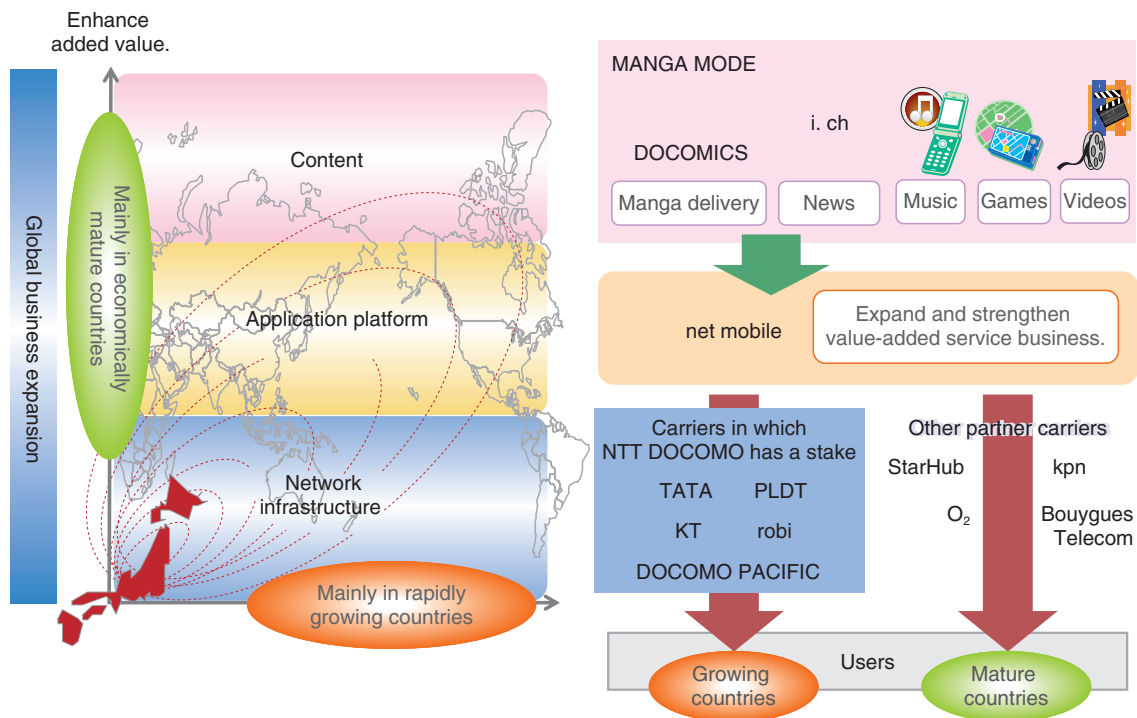 Enhance
added value.
Global business expansion
Mainly in economically
mature countries
Content
Application platform
Network
infrastructure
Mainly in rapidly
growing countries
MANGA MODE
i. ch
DOCOMICS
Manga delivery
News
Music
Games
Videos
net mobile
Expand and strengthen
value-added service business.
Carriers in which
NTT DOCOMO has a stake
TATA
PLDT
KT
robi
DOCOMO PACIFIC
Other partner carriers
StarHub
kpn
O₂
Bouygues
Telecom
Users
Growing
countries
Mature
countries